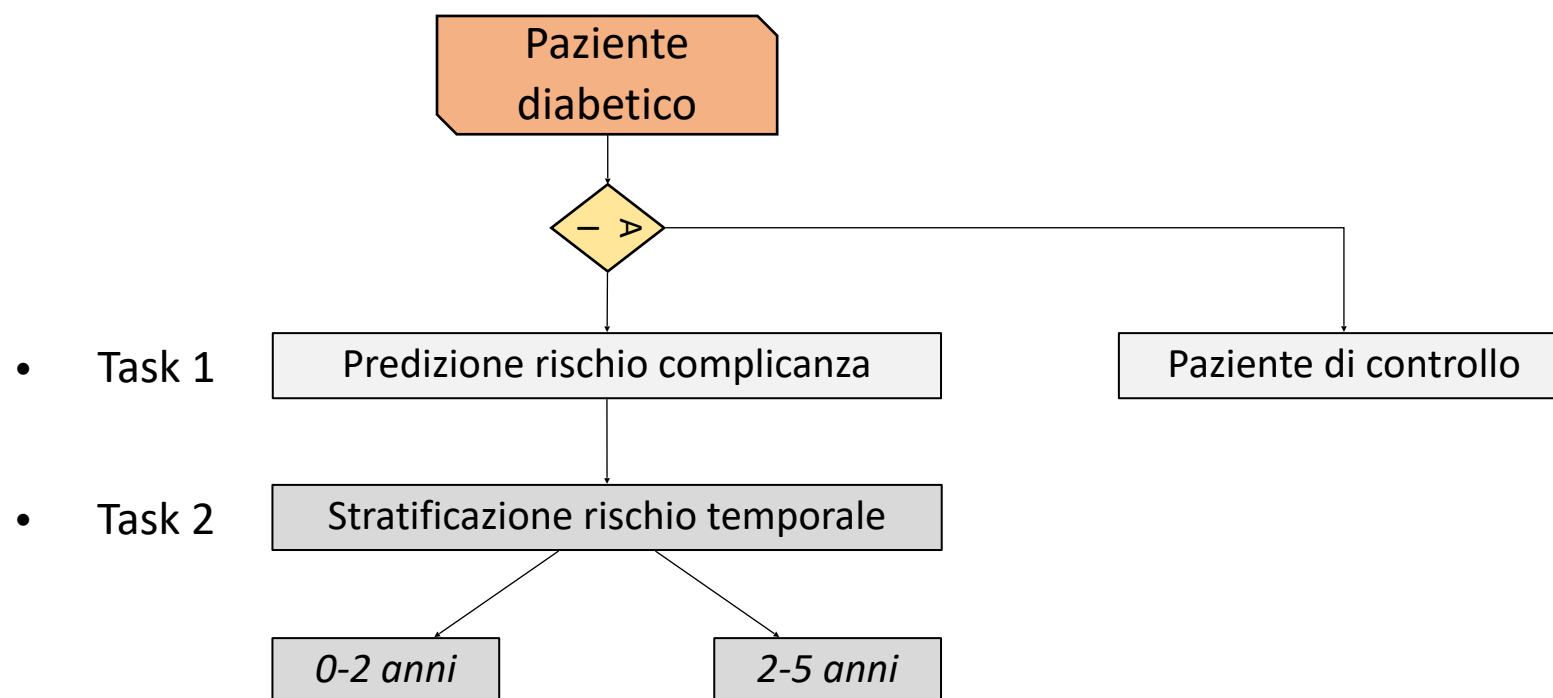 Paziente
diabetico
A I
• Task 1 Predizione rischio complicanza Paziente di controllo
• Task 2 Stratificazione rischio temporale
0-2 anni 2-5 anni